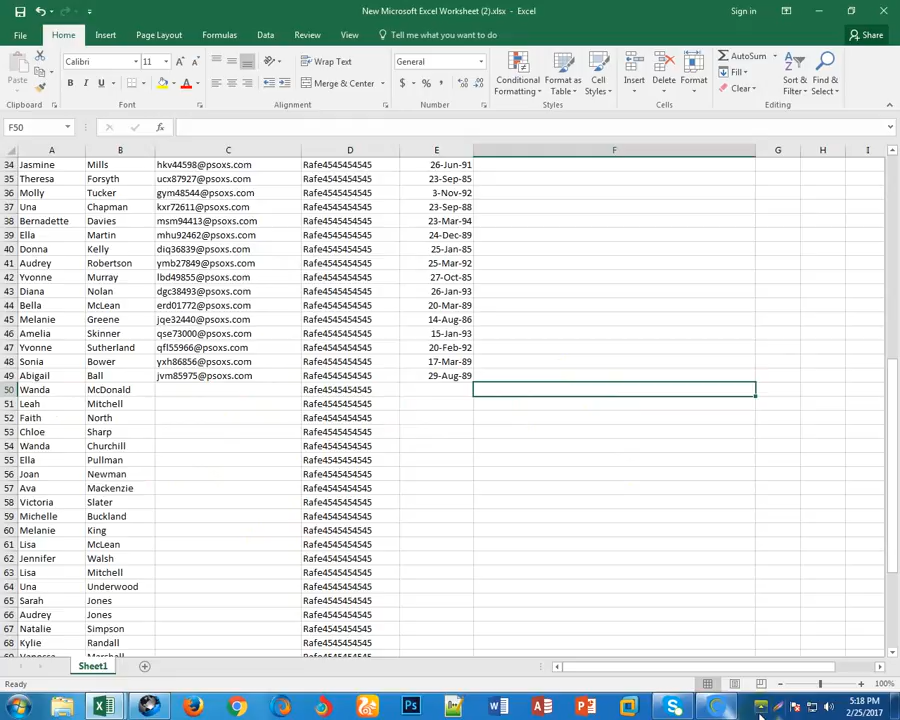 New Microsoft Excel Worksheet (2).xlsx - Excel
Sign in
File Home Insert Page Layout Formulas Data Review View Tell me what you want to do Share
Paste Calibri 11 Wrap Text General Conditional Formatting Format as Table Cell Styles Insert Delete Format AutoSum Fill Clear Sort & Filter Find & Select
B I U Merge & Center $ % ,
Clipboard Font Alignment Number Styles Cells Editing
F50 fx
A B C D E F G H I
34 Jasmine Mills hkv44598@psoxs.com Rafe4545454545 26-Jun-91
35 Theresa Forsyth ucx87927@psoxs.com Rafe4545454545 23-Sep-85
36 Molly Tucker gym48544@psoxs.com Rafe4545454545 3-Nov-92
37 Una Chapman kxr72611@psoxs.com Rafe4545454545 23-Sep-88
38 Bernadette Davies msm94413@psoxs.com Rafe4545454545 23-Mar-94
39 Ella Martin mhu92462@psoxs.com Rafe4545454545 24-Dec-89
40 Donna Kelly diq36839@psoxs.com Rafe4545454545 25-Jan-85
41 Audrey Robertson ymb27849@psoxs.com Rafe4545454545 25-Mar-92
42 Yvonne Murray lbd49855@psoxs.com Rafe4545454545 27-Oct-85
43 Diana Nolan dgc38493@psoxs.com Rafe4545454545 26-Jan-93
44 Bella McLean erd01772@psoxs.com Rafe4545454545 20-Mar-89
45 Melanie Greene jqe32440@psoxs.com Rafe4545454545 14-Aug-86
46 Amelia Skinner qse73000@psoxs.com Rafe4545454545 15-Jan-93
47 Yvonne Sutherland qfl55966@psoxs.com Rafe4545454545 20-Feb-92
48 Sonia Bower yxh86856@psoxs.com Rafe4545454545 17-Mar-89
49 Abigail Ball jvm85975@psoxs.com Rafe4545454545 29-Aug-89
50 Wanda McDonald Rafe4545454545
51 Leah Mitchell Rafe4545454545
52 Faith North Rafe4545454545
53 Chloe Sharp Rafe4545454545
54 Wanda Churchill Rafe4545454545
55 Ella Pullman Rafe4545454545
56 Joan Newman Rafe4545454545
57 Ava Mackenzie Rafe4545454545
58 Victoria Slater Rafe4545454545
59 Michelle Buckland Rafe4545454545
60 Melanie King Rafe4545454545
61 Lisa McLean Rafe4545454545
62 Jennifer Walsh Rafe4545454545
63 Lisa Mitchell Rafe4545454545
64 Una Underwood Rafe4545454545
65 Sarah Jones Rafe4545454545
66 Audrey Jones Rafe4545454545
67 Natalie Simpson Rafe4545454545
68 Kylie Randall Rafe4545454545
Sheet1
Ready 100%
5:18 PM
2/25/2017